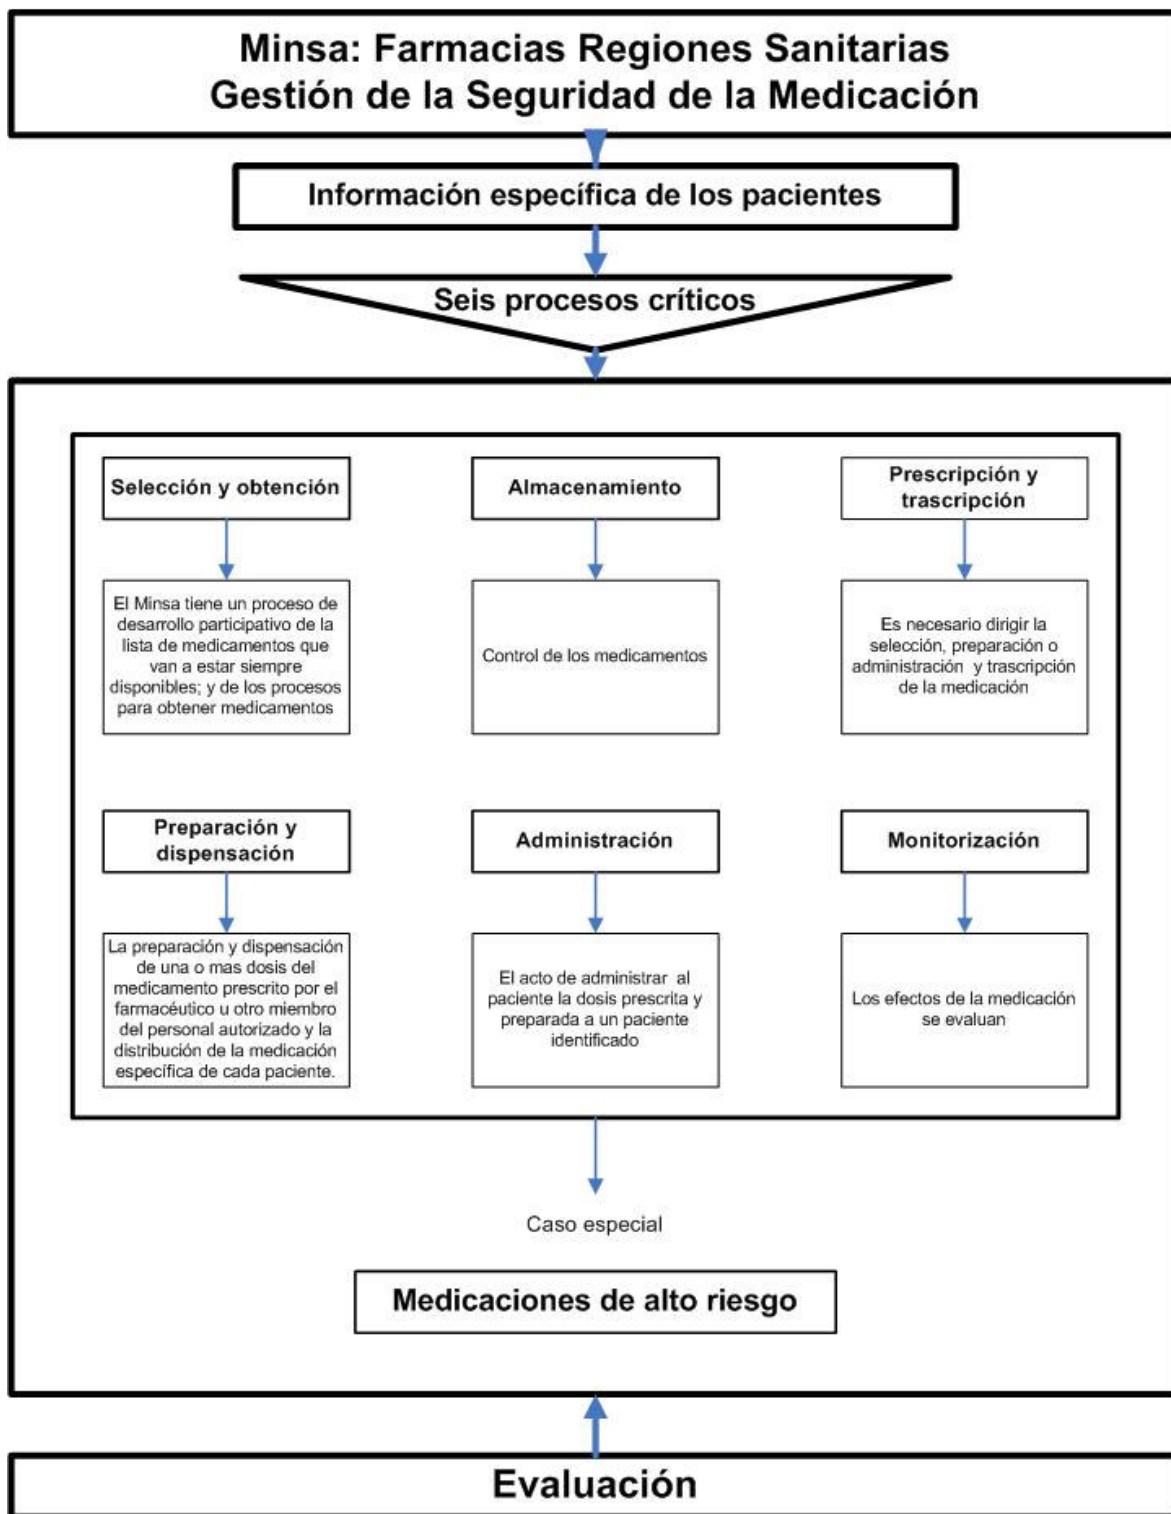 Minsa: Farmacias Regiones Sanitarias
Gestión de la Seguridad de la Medicación
Información específica de los pacientes
Seis procesos críticos
Selección y obtención
El Minsa tiene un proceso de
desarrollo participativo de la
lista de medicamentos que
van a estar siempre
disponibles; y de los procesos
para obtener medicamentos
Almacenamiento
Control de los medicamentos
Prescripción y
trascripción
Es necesario dirigir la
selección, preparación o
administración y trascripción
de la medicación
Preparación y
dispensación
La preparación y dispensación
de una o mas dosis del
medicamento prescrito por el
farmacéutico u otro miembro
del personal autorizado y la
distribución de la medicación
específica de cada paciente.
Administración
El acto de administrar al
paciente la dosis prescrita y
preparada a un paciente
identificado
Monitorización
Los efectos de la medicación
se evaluan
Caso especial
Medicaciones de alto riesgo
Evaluación